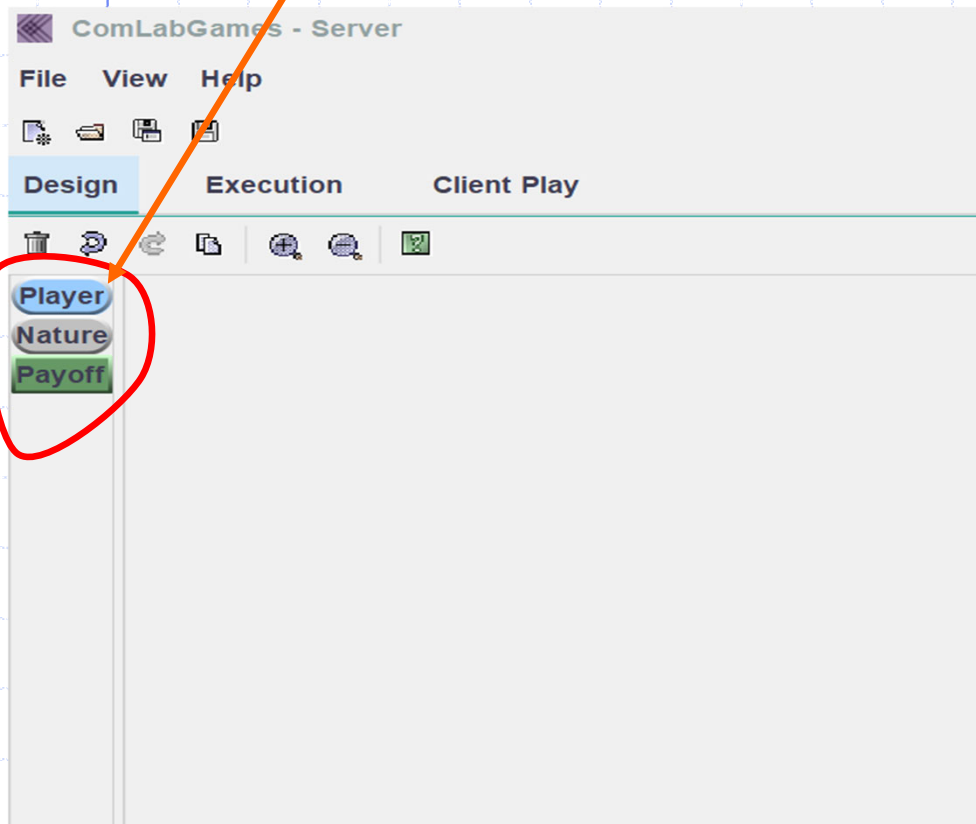 ComLabGames - Server
File View Help
Design Execution Client Play
Player
Nature
Payoff